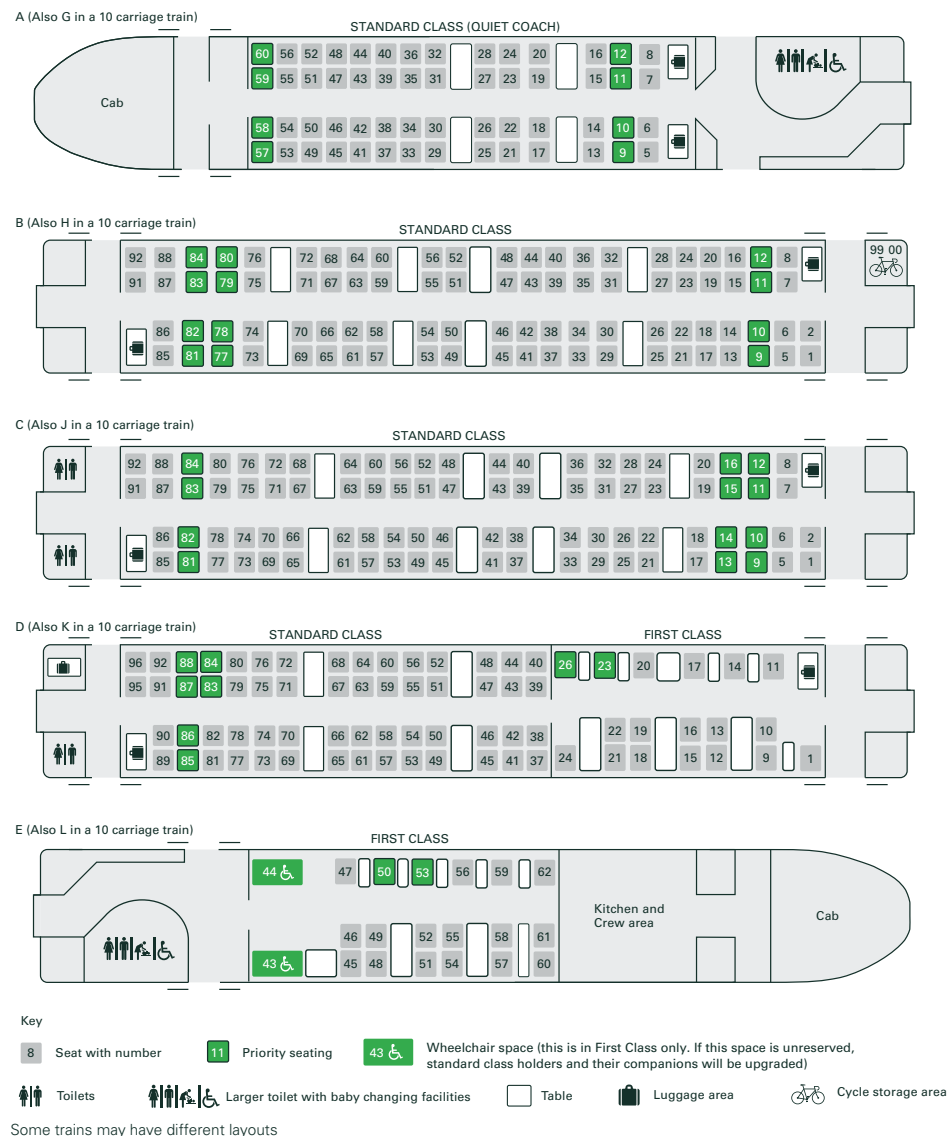 A (Also G in a 10 carriage train)
STANDARD CLASS (QUIET COACH)
60 56 52 48 44 40 36 32 28 24 20 16 12 8
59 55 51 47 43 39 35 31 27 23 19 15 11 7
Cab
58 54 50 46 42 38 34 30 26 22 18 14 10 6
57 53 49 45 41 37 33 29 25 21 17 13 9 5
B (Also H in a 10 carriage train)
STANDARD CLASS
92 88 84 80 76 72 68 64 60 56 52 48 44 40 36 32 28 24 20 16 12 8 99 00
91 87 83 79 75 71 67 63 59 55 51 47 43 39 35 31 27 23 19 15 11 7
86 82 78 74 70 66 62 58 54 50 46 42 38 34 30 26 22 18 14 10 6 2
85 81 77 73 69 65 61 57 53 49 45 41 37 33 29 25 21 17 13 9 5 1
C (Also J in a 10 carriage train)
STANDARD CLASS
92 88 84 80 76 72 68 64 60 56 52 48 44 40 36 32 28 24 20 16 12 8
91 87 83 79 75 71 67 63 59 55 51 47 43 39 35 31 27 23 19 15 11 7
86 82 78 74 70 66 62 58 54 50 46 42 38 34 30 26 22 18 14 10 6 2
85 81 77 73 69 65 61 57 53 49 45 41 37 33 29 25 21 17 13 9 5 1
D (Also K in a 10 carriage train)
STANDARD CLASS FIRST CLASS
96 92 88 84 80 76 72 68 64 60 56 52 48 44 40 26 23 20 17 14 11
95 91 87 83 79 75 71 67 63 59 55 51 47 43 39
90 86 82 78 74 70 66 62 58 54 50 46 42 38 22 19 16 13 10
89 85 81 77 73 69 65 61 57 53 49 45 41 37 24 21 18 15 12 9 1
E (Also L in a 10 carriage train)
FIRST CLASS
44 47 50 53 56 59 62
Kitchen and
Crew area
Cab
46 49 52 55 58 61
43 45 48 51 54 57 60
Key
8 Seat with number
11 Priority seating
43 Wheelchair space (this is in First Class only. If this space is unreserved,
standard class holders and their companions will be upgraded)
Toilets
Larger toilet with baby changing facilities
Table
Luggage area
Cycle storage area
Some trains may have different layouts